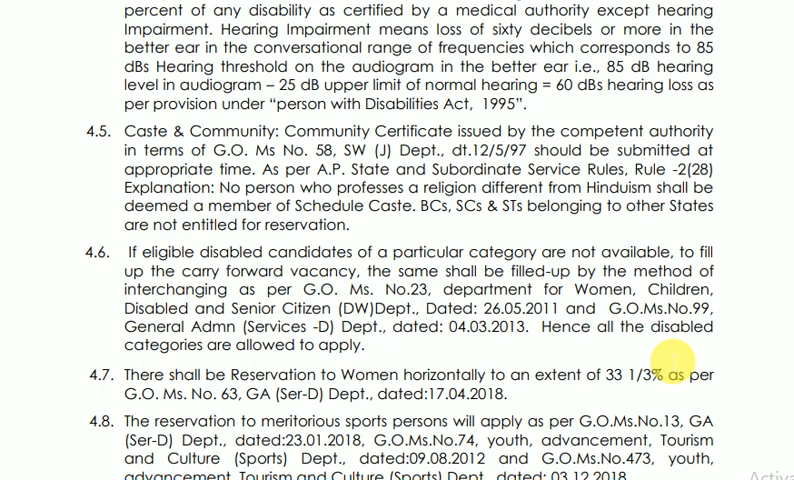 percent of any disability as certified by a medical authority except hearing
Impairment. Hearing Impairment means loss of sixty decibels or more in the
better ear in the conversational range of frequencies which corresponds to 85
dBs Hearing threshold on the audiogram in the better ear i.e., 85 dB hearing
level in audiogram – 25 dB upper limit of normal hearing = 60 dBs hearing loss as
per provision under “person with Disabilities Act, 1995”.
4.5. Caste & Community: Community Certificate issued by the competent authority
in terms of G.O. Ms No. 58, SW (J) Dept., dt.12/5/97 should be submitted at
appropriate time. As per A.P. State and Subordinate Service Rules, Rule -2(28)
Explanation: No person who professes a religion different from Hinduism shall be
deemed a member of Schedule Caste. BCs, SCs & STs belonging to other States
are not entitled for reservation.
4.6. If eligible disabled candidates of a particular category are not available, to fill
up the carry forward vacancy, the same shall be filled-up by the method of
interchanging as per G.O. Ms. No.23, department for Women, Children,
Disabled and Senior Citizen (DW)Dept., Dated: 26.05.2011 and G.O.Ms.No.99,
General Admn (Services -D) Dept., dated: 04.03.2013. Hence all the disabled
categories are allowed to apply.
4.7. There shall be Reservation to Women horizontally to an extent of 33 1/3% as per
G.O. Ms. No. 63, GA (Ser-D) Dept., dated:17.04.2018.
4.8. The reservation to meritorious sports persons will apply as per G.O.Ms.No.13, GA
(Ser-D) Dept., dated:23.01.2018, G.O.Ms.No.74, youth, advancement, Tourism
and Culture (Sports) Dept., dated:09.08.2012 and G.O.Ms.No.473, youth,
advancement, Tourism and Culture (Sports) Dept., dated: 03.12.2018